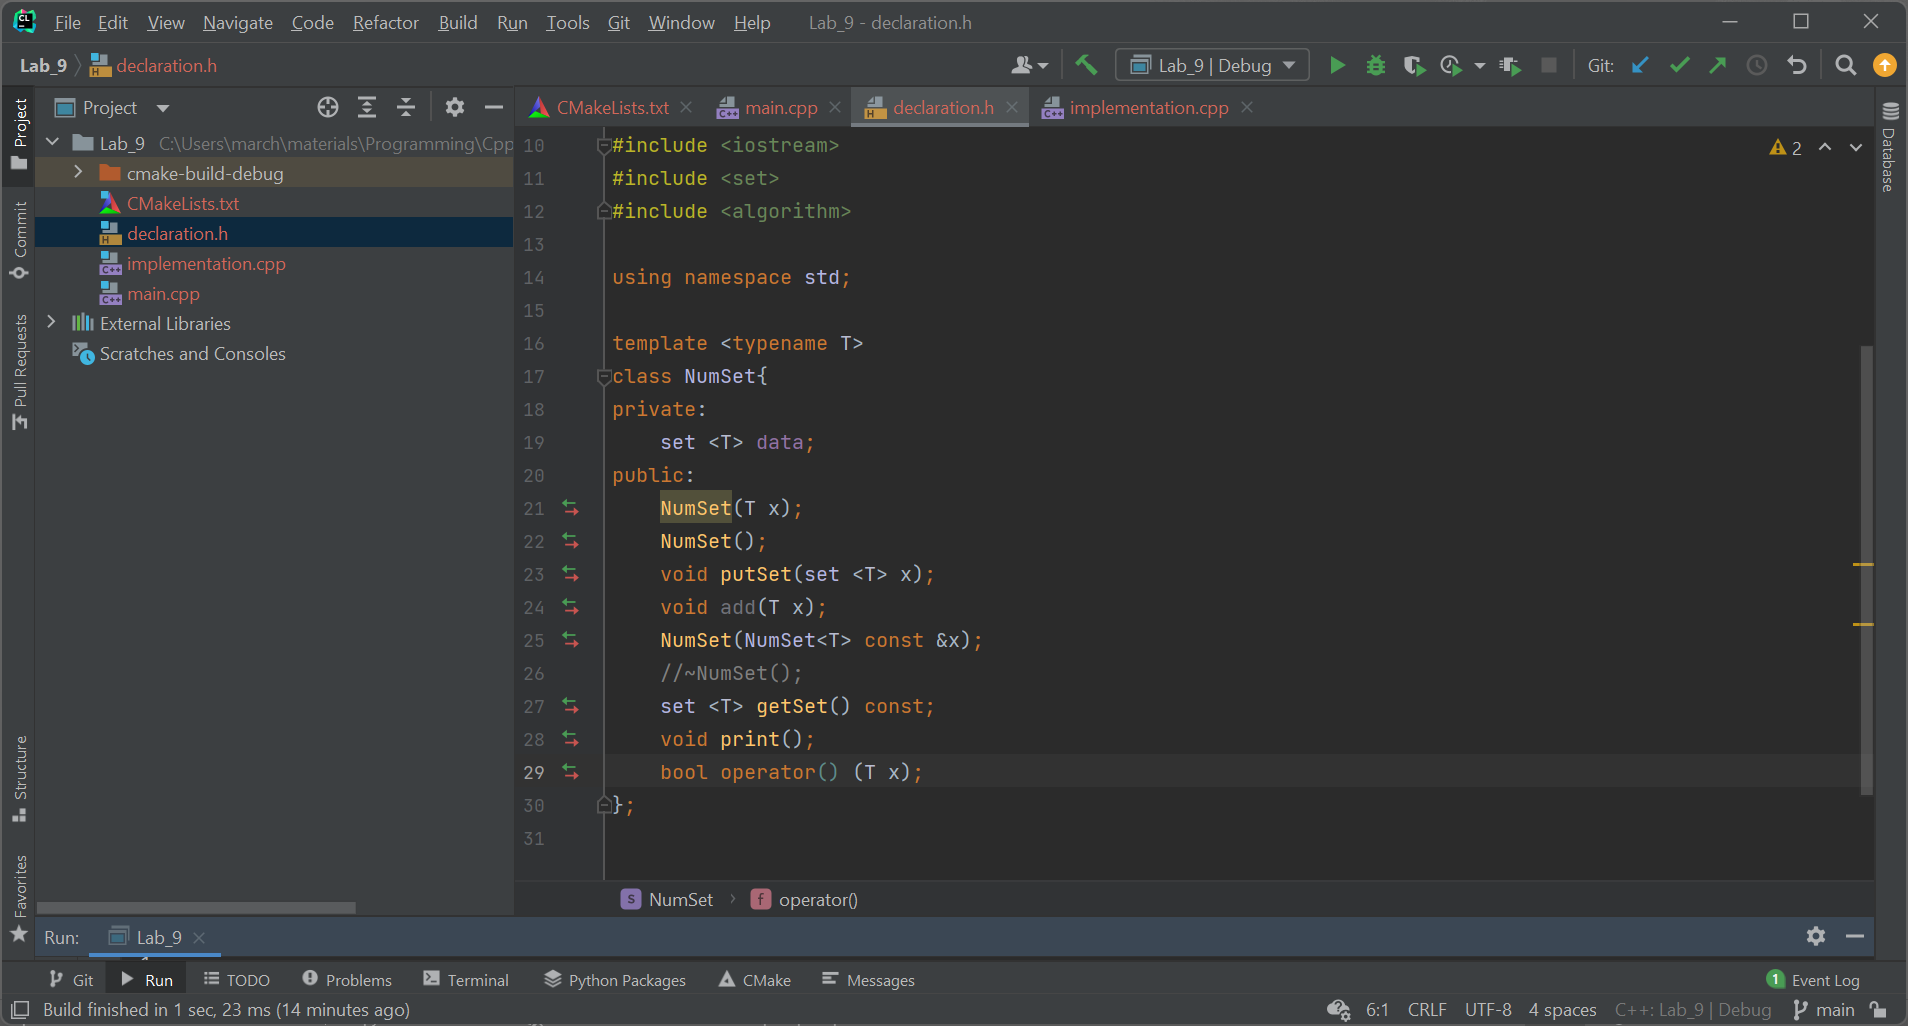 CL File Edit View Navigate Code Refactor Build Run Tools Git Window Help Lab_9 - declaration.h
Lab_9 declaration.h Lab_9 | Debug Git:
Project
Commit
Pull Requests
Structure
Favorites
Project
Lab_9 C:\Users\march\materials\Programming\Cpp
cmake-build-debug
CMakeLists.txt
declaration.h
implementation.cpp
main.cpp
External Libraries
Scratches and Consoles
CMakeLists.txt main.cpp declaration.h implementation.cpp
2
Database
10 #include <iostream>
11 #include <set>
12 #include <algorithm>
13
14 using namespace std;
15
16 template <typename T>
17 class NumSet{
18 private:
19 set <T> data;
20 public:
21 NumSet(T x);
22 NumSet();
23 void putSet(set <T> x);
24 void add(T x);
25 NumSet(NumSet<T> const &x);
26 //~NumSet();
27 set <T> getSet() const;
28 void print();
29 bool operator() (T x);
30 };
31
S NumSet f operator()
Run: Lab_9
Git Run TODO Problems Terminal Python Packages CMake Messages 1 Event Log
Build finished in 1 sec, 23 ms (14 minutes ago) 6:1 CRLF UTF-8 4 spaces C++: Lab_9 | Debug main